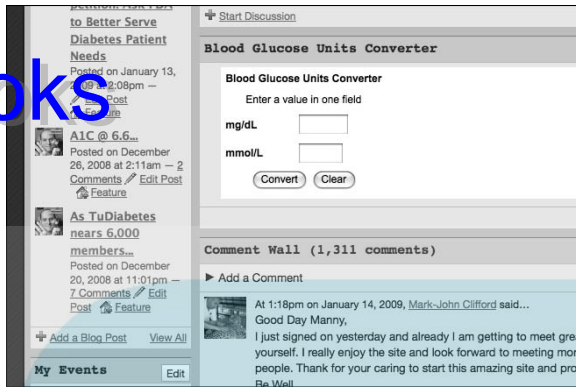 petition: Ask FDA
to Better Serve
Diabetes Patient
Needs
Posted on January 13,
2009 at 2:08pm —
Edit Post
Feature
oks
A1C @ 6.6...
Posted on December
26, 2008 at 2:11am — 2
Comments Edit Post
Feature
As TuDiabetes
nears 6,000
members...
Posted on December
20, 2008 at 11:01pm —
7 Comments Edit
Post Feature
Add a Blog Post View All
My Events Edit
Start Discussion
Blood Glucose Units Converter
Blood Glucose Units Converter
Enter a value in one field
mg/dL
mmol/L
Convert Clear
Comment Wall (1,311 comments)
Add a Comment
At 1:18pm on January 14, 2009, Mark-John Clifford said...
Good Day Manny,
I just signed on yesterday and already I am getting to meet grea
yourself. I really enjoy the site and look forward to meeting mor
people. Thank for your caring to start this amazing site and pro
Be Well